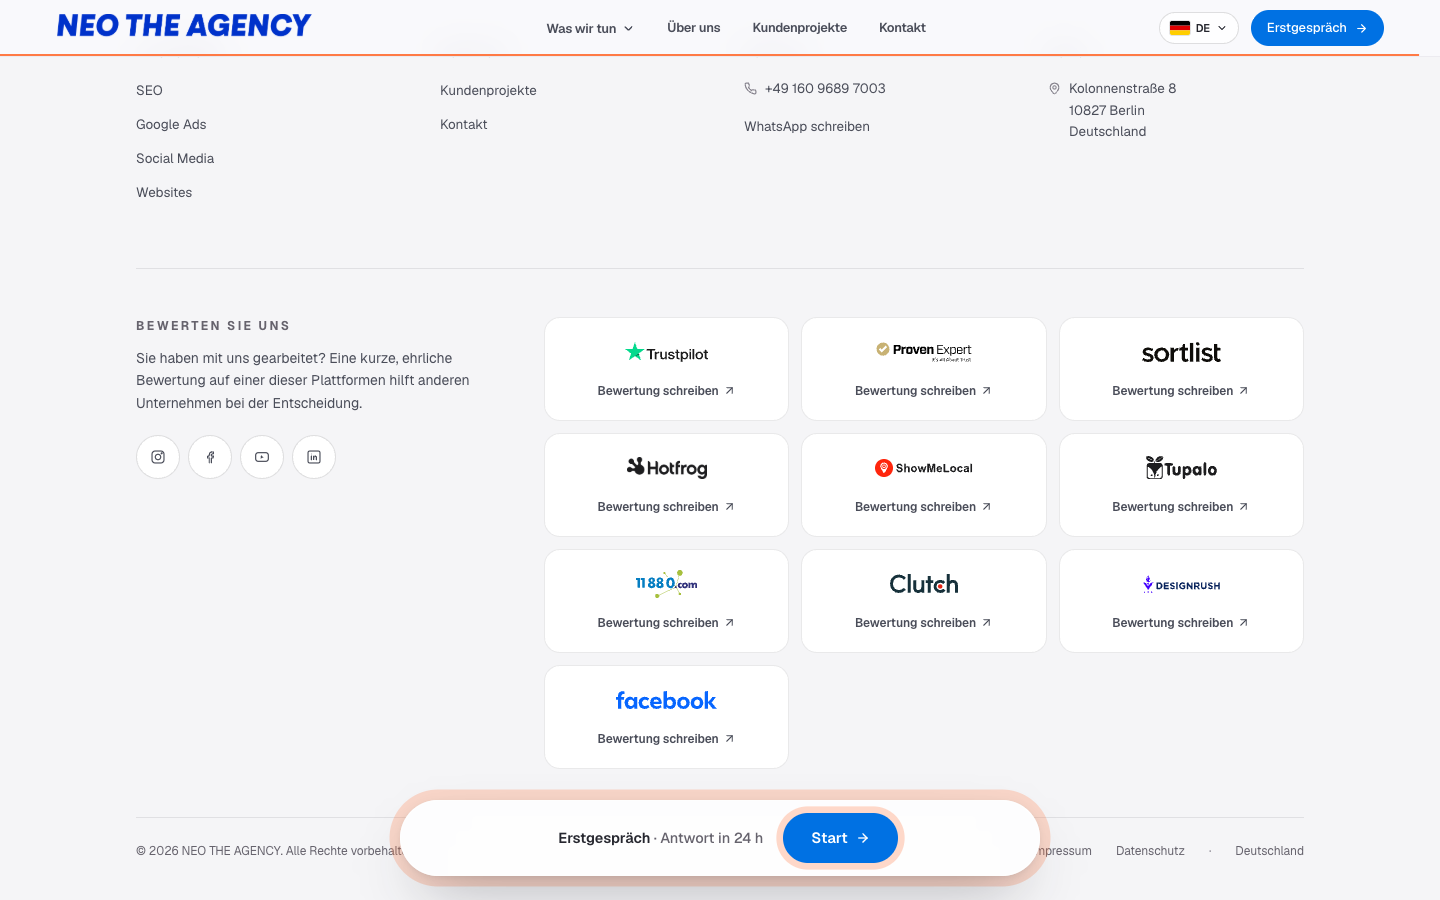 NEO THE AGENCY
Was wir tun
Über uns
Kundenprojekte
Kontakt
DE
Erstgespräch
SEO
Google Ads
Social Media
Websites
Kundenprojekte
Kontakt
+49 160 9689 7003
WhatsApp schreiben
Kolonnenstraße 8
10827 Berlin
Deutschland
BEWERTEN SIE UNS
Sie haben mit uns gearbeitet? Eine kurze, ehrliche
Bewertung auf einer dieser Plattformen hilft anderen
Unternehmen bei der Entscheidung.
Trustpilot
Bewertung schreiben
ProvenExpert
It's all about trust
Bewertung schreiben
sortlist
Bewertung schreiben
Hotfrog
Bewertung schreiben
ShowMeLocal
Bewertung schreiben
Tupalo
Bewertung schreiben
11880.com
Bewertung schreiben
Clutch
Bewertung schreiben
DESIGNRUSH
Bewertung schreiben
facebook
Bewertung schreiben
Erstgespräch · Antwort in 24 h
Start
© 2026 NEO THE AGENCY. Alle Rechte
Datenschutz
·
Deutschland